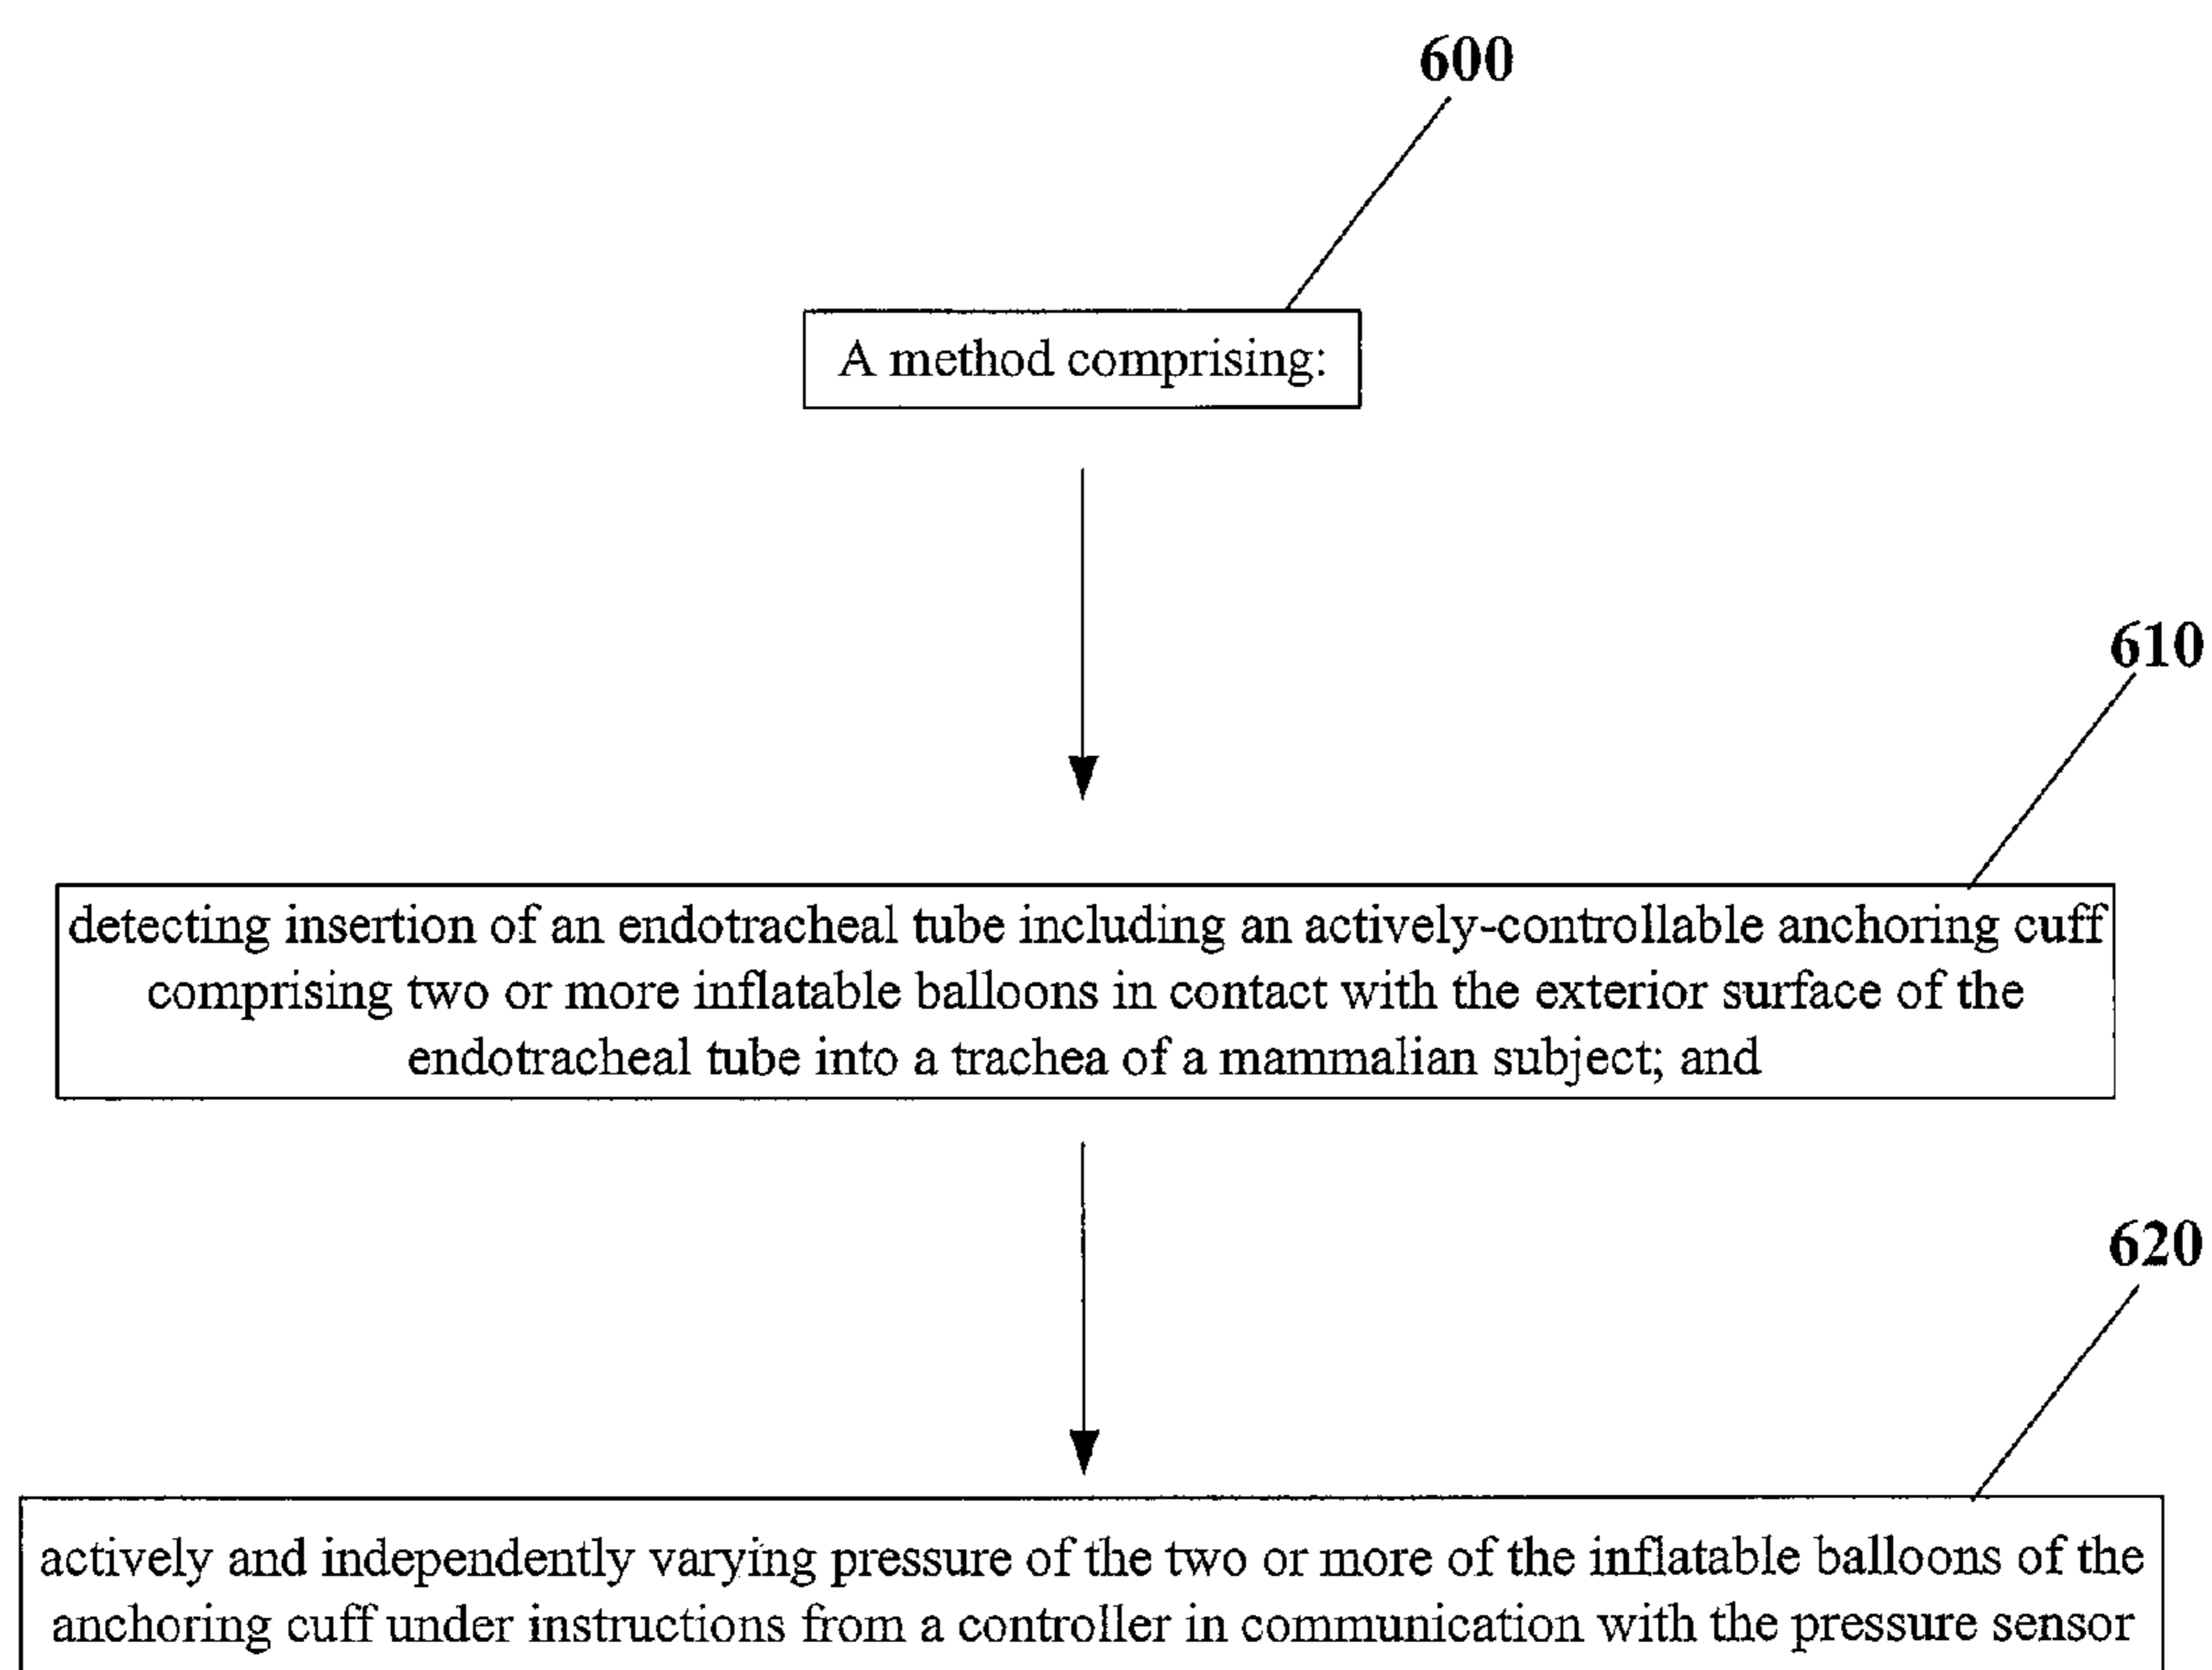 600
A method comprising:
610
detecting insertion of an endotracheal tube including an actively-controllable anchoring cuff
comprising two or more inflatable balloons in contact with the exterior surface of the
endotracheal tube into a trachea of a mammalian subject; and
620
actively and independently varying pressure of the two or more of the inflatable balloons of the
anchoring cuff under instructions from a controller in communication with the pressure sensor